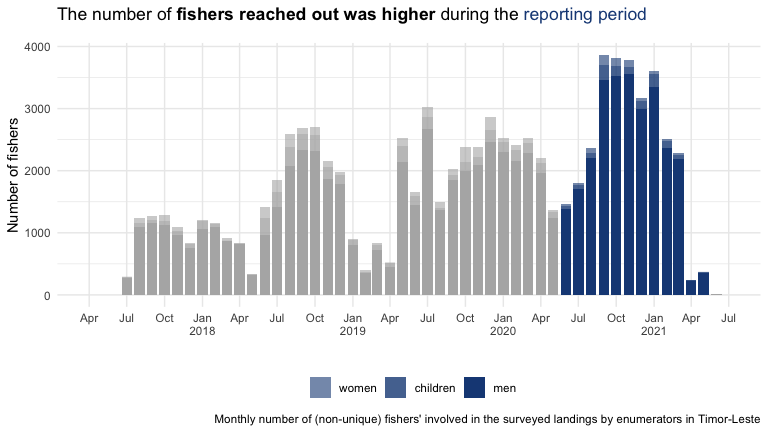 The number of fishers reached out was higher during the reporting period
Number of fishers
4000
3000
2000
1000
0
Apr Jul Oct Jan Apr Jul Oct Jan Apr Jul Oct Jan Apr Jul Oct Jan Apr Jul
2018 2019 2020 2021
women children men
Monthly number of (non-unique) fishers' involved in the surveyed landings by enumerators in Timor-Leste